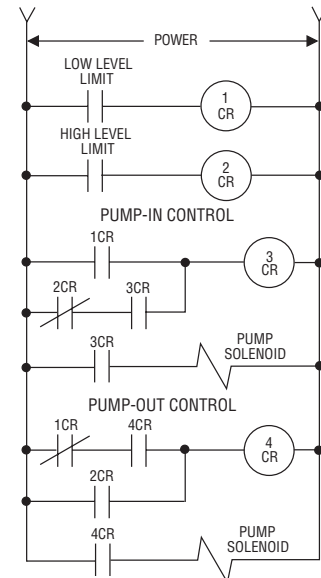 POWER
LOW LEVEL
LIMIT
1
CR
HIGH LEVEL
LIMIT
2
CR
PUMP-IN CONTROL
1CR
3
CR
2CR 3CR
3CR
PUMP
SOLENOID
PUMP-OUT CONTROL
1CR 4CR
4
CR
2CR
4CR
PUMP
SOLENOID